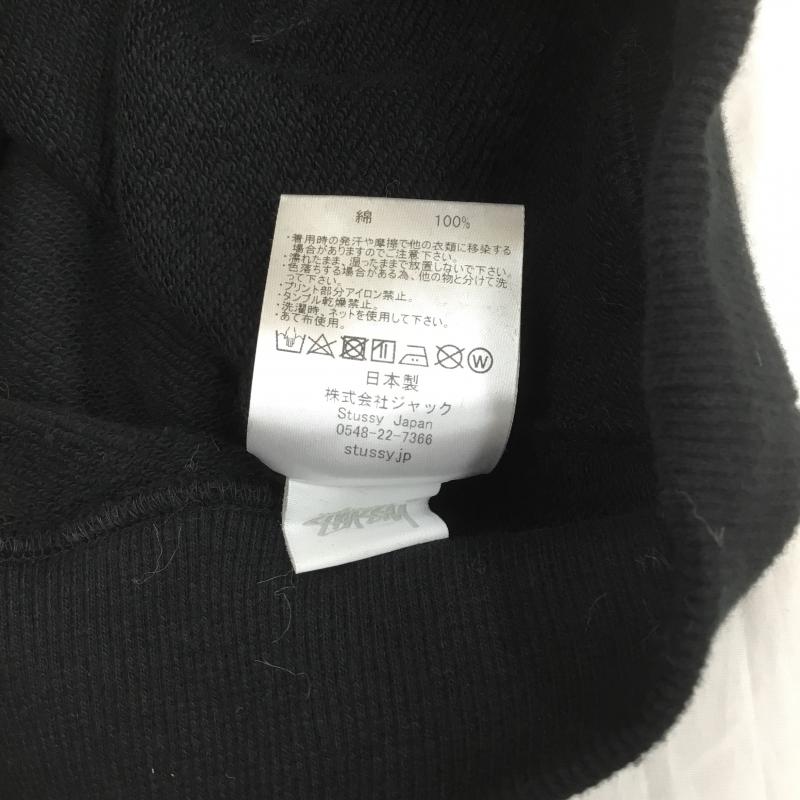 綿 100%
・着用時の発汗や摩擦で他の衣類に移染する
場合がありますのでご注意下さい。
・濡れたまま、湿ったままで放置しないで下さい。
・色落ちする場合がある為、他の物と分けて洗
って下さい。
・プリント部分アイロン禁止。
・タンブル乾燥禁止。
・洗濯時、ネットを使用して下さい。
・あて布使用。
W
日本製
株式会社ジャック
Stussy Japan
0548-22-7366
stussy.jp
STUSSY